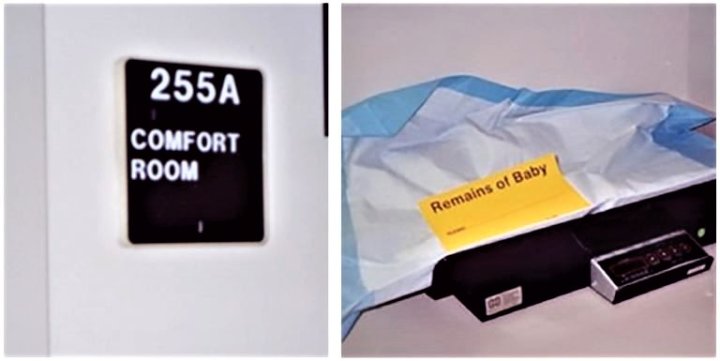 255A
COMFORT
ROOM
Remains of Baby